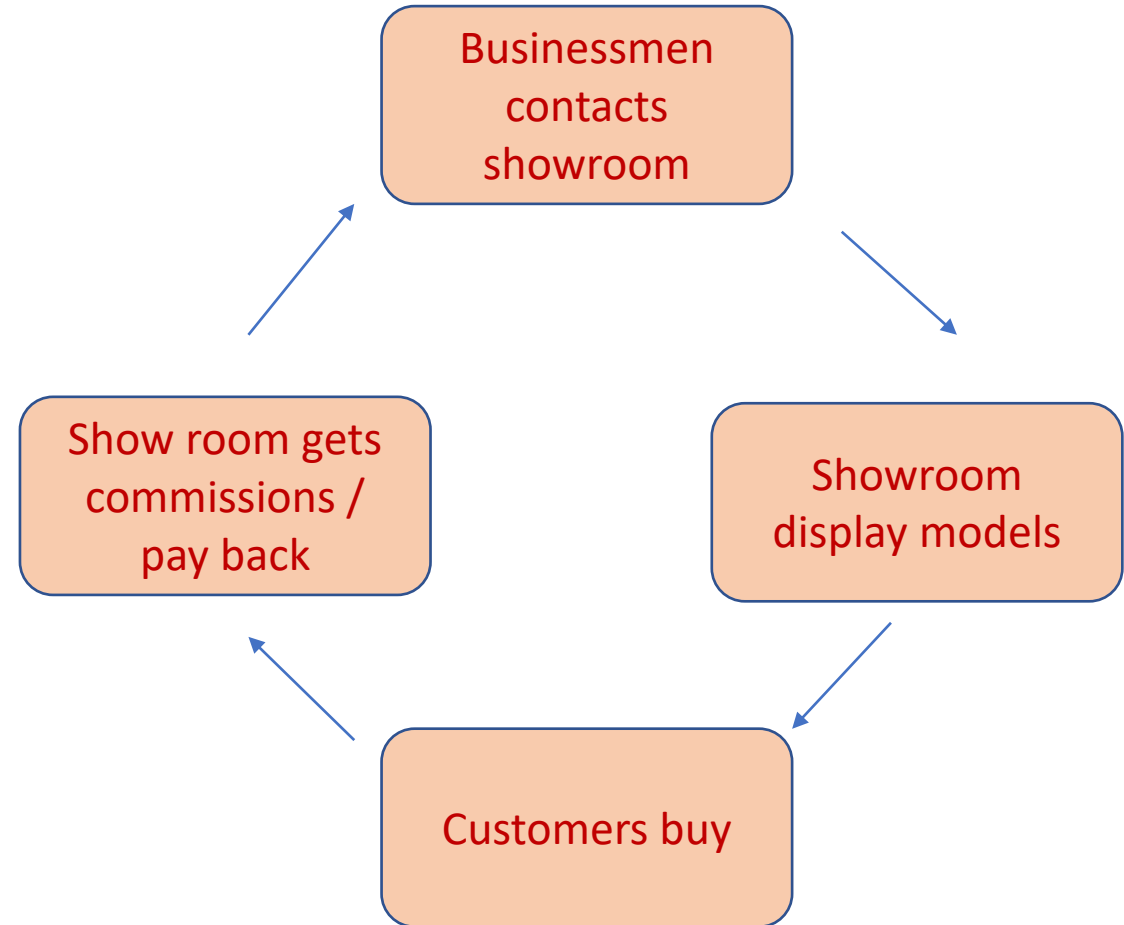 Businessmen
contacts
showroom
Showroom
display models
Customers buy
Show room gets
commissions /
pay back